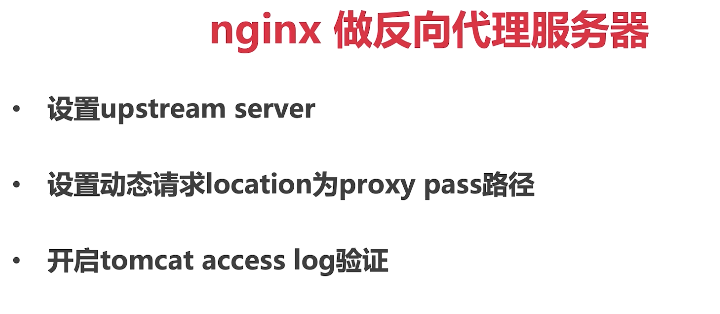 nginx 做反向代理服务器
• 设置upstream server
• 设置动态请求location为proxy pass路径
• 开启tomcat access log验证